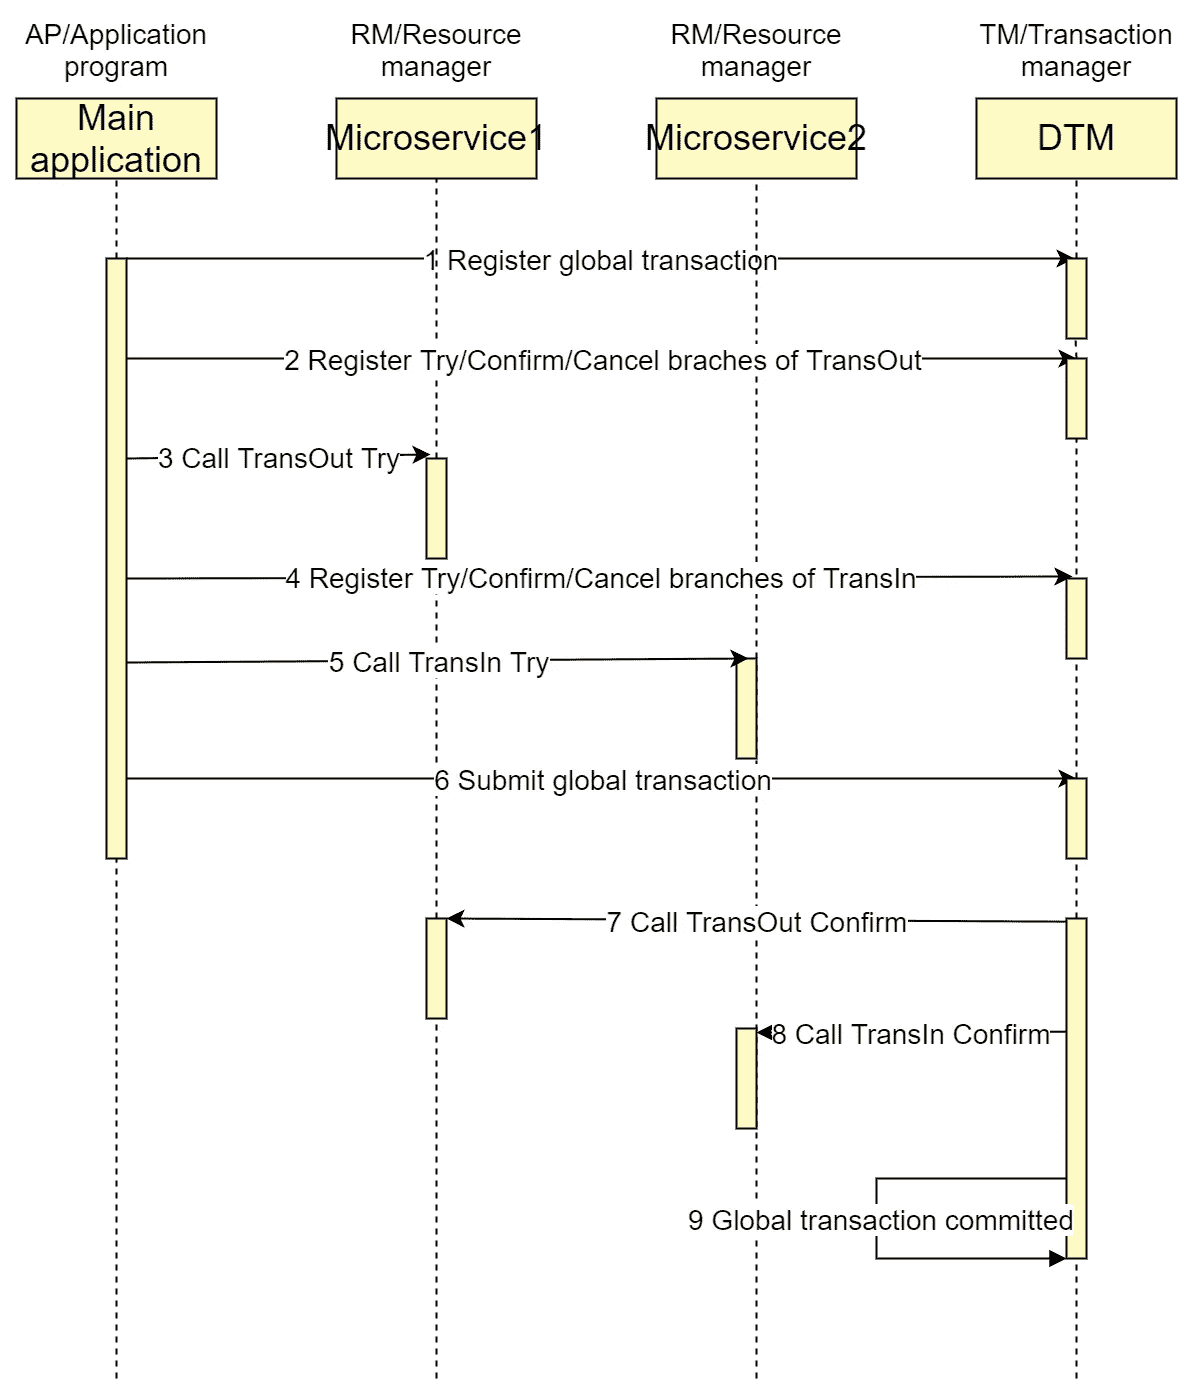 AP/Application
program
RM/Resource
manager
RM/Resource
manager
TM/Transaction
manager
Main
application
Microservice1
Microservice2
DTM
1 Register global transaction
2 Register Try/Confirm/Cancel braches of TransOut
3 Call TransOut Try
4 Register Try/Confirm/Cancel branches of TransIn
5 Call TransIn Try
6 Submit global transaction
7 Call TransOut Confirm
8 Call TransIn Confirm
9 Global transaction committed